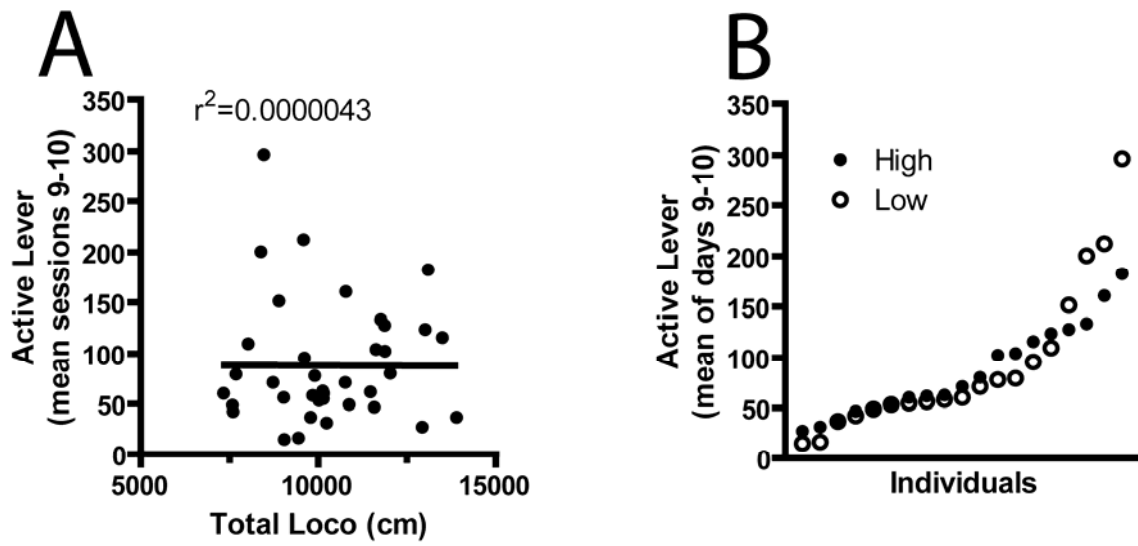 A
r²=0.0000043
Active Lever
(mean sessions 9-10)
350
300
250
200
150
100
50
0
5000
10000
15000
Total Loco (cm)
B
High
Low
Active Lever
(mean of days 9-10)
350
300
250
200
150
100
50
0
Individuals